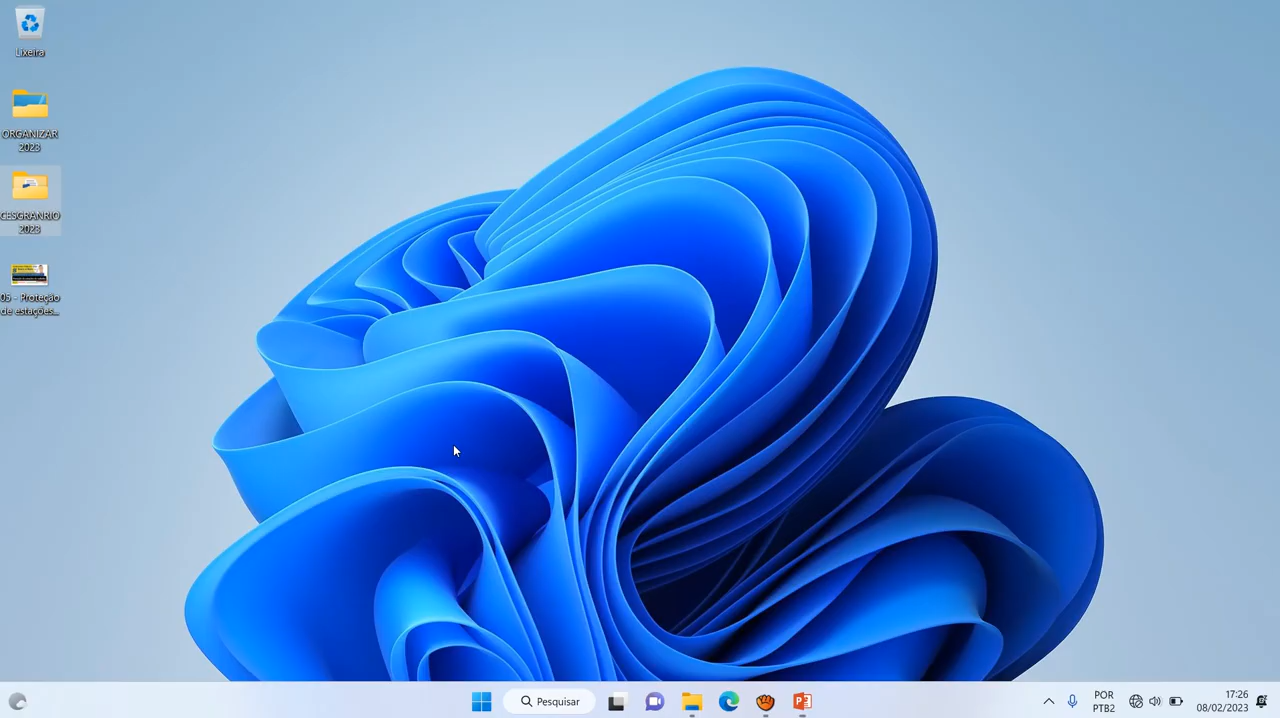 Lixeira
ORGANIZAR
2023
CESGRANRIO
2023
05 - Proteção
de estações...
Pesquisar
POR
PTB2
17:26
08/02/2023